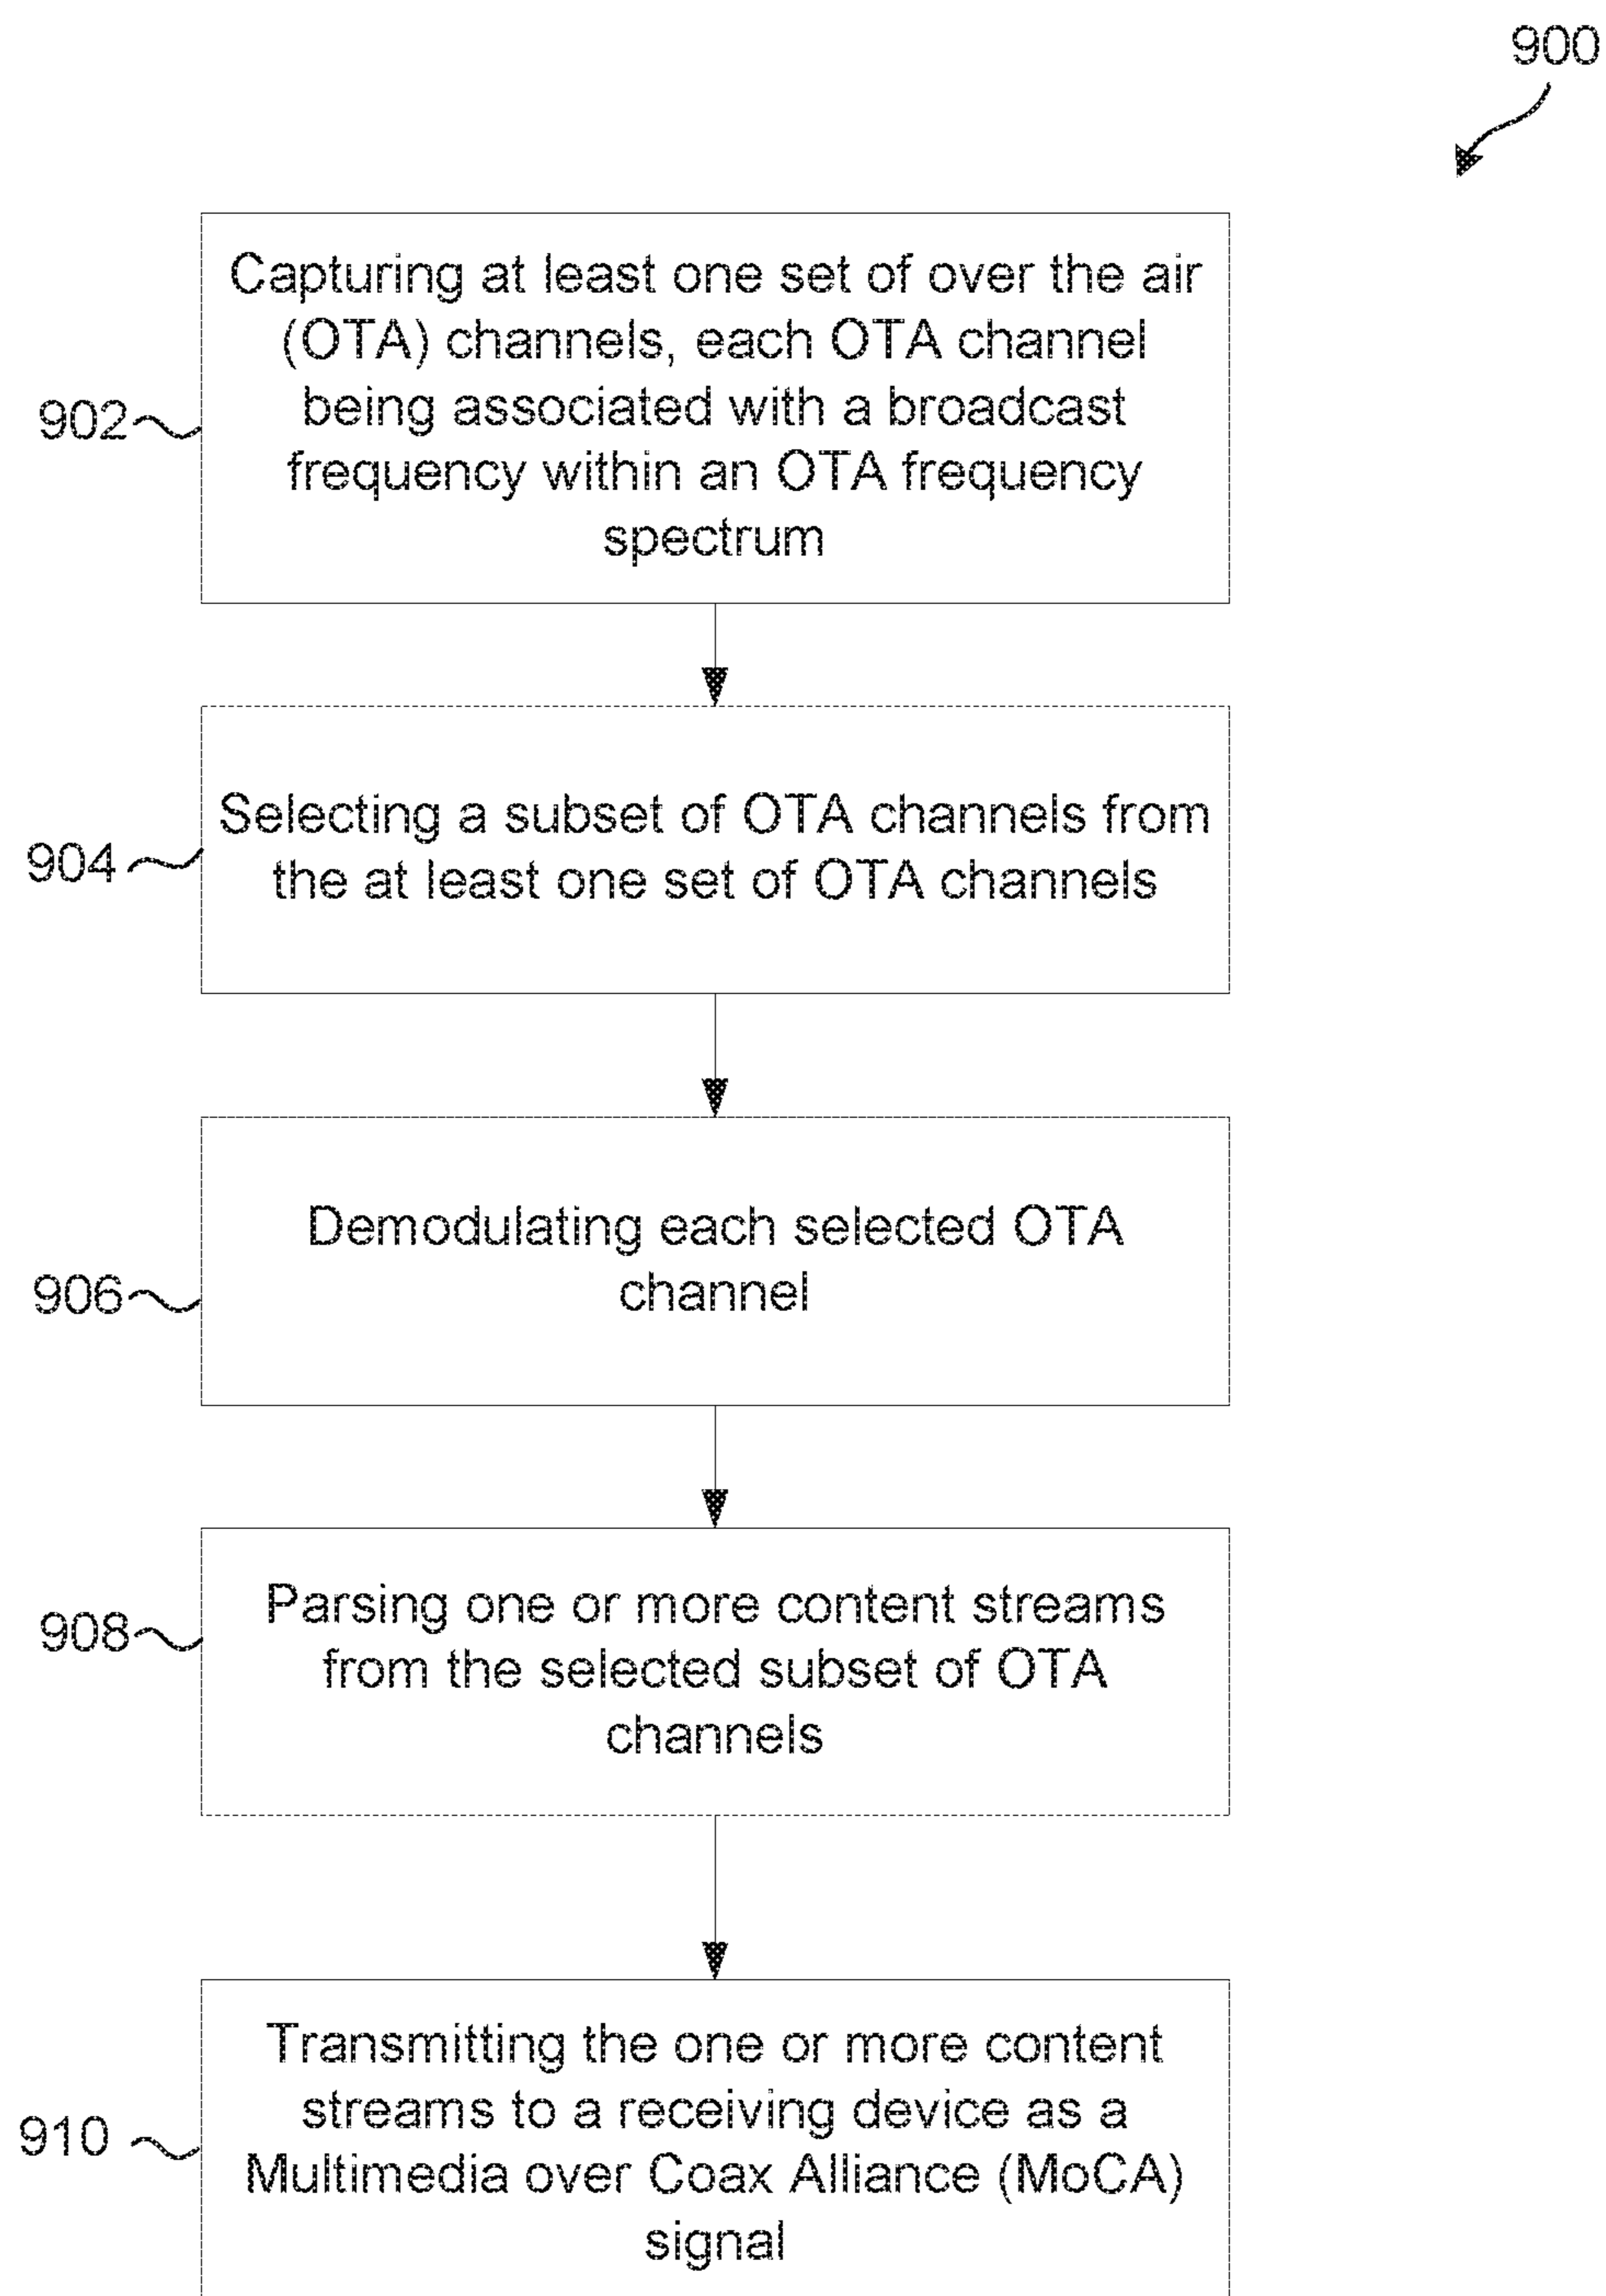 900
Capturing at least one set of over the air
(OTA) channels, each OTA channel
being associated with a broadcast
frequency within an OTA frequency
spectrum
902
Selecting a subset of OTA channels from
the at least one set of OTA channels
904
Demodulating each selected OTA
channel
906
Parsing one or more content streams
from the selected subset of OTA
channels
908
Transmitting the one or more content
streams to a receiving device as a
Multimedia over Coax Alliance (MoCA)
signal
910